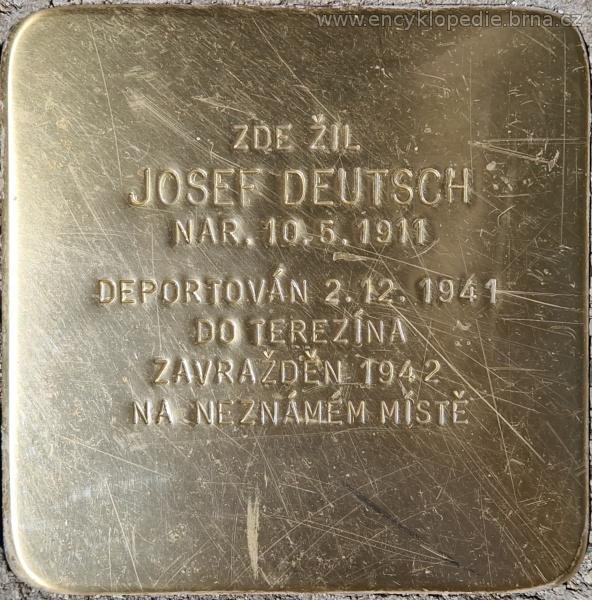 www.encyklopedie.brna.cz
ZDE ŽIL
JOSEF DEUTSCH
NAR. 10.5.1911
DEPORTOVÁN 2.12.1941
DO TEREZÍNA
ZAVRAŽDĚN 1942
NA NEZNÁMÉM MÍSTĚ